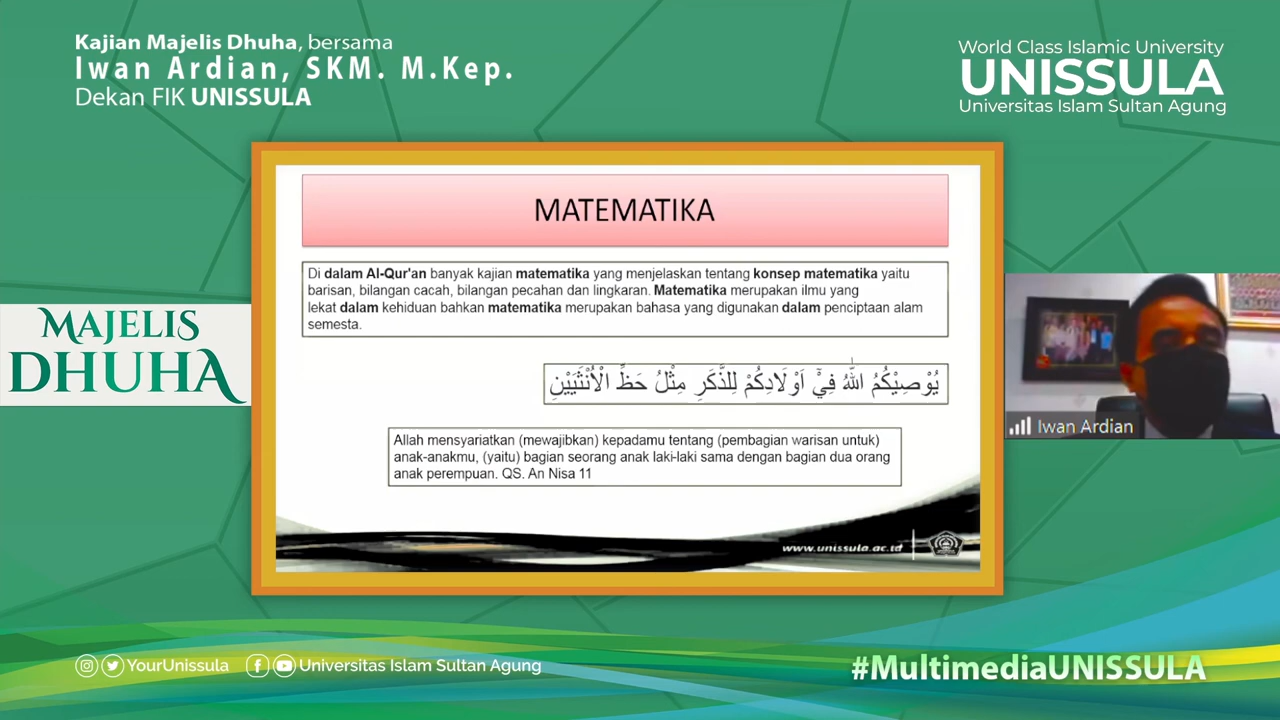 Kajian Majelis Dhuha, bersama
Iwan Ardian, SKM. M.Kep.
Dekan FIK UNISSULA
World Class Islamic University
UNISSULA
Universitas Islam Sultan Agung
MATEMATIKA
Di dalam Al-Qur'an banyak kajian matematika yang menjelaskan tentang konsep matematika yaitu
barisan, bilangan cacah, bilangan pecahan dan lingkaran. Matematika merupakan ilmu yang
lekat dalam kehiduan bahkan matematika merupakan bahasa yang digunakan dalam penciptaan alam
semesta.
يُوْصِيْكُمُ اللّٰهُ فِيْٓ اَوْلَادِكُمْ لِلذَّكَرِ مِثْلُ حَظِّ الْاُنْثَيَيْنِ
Allah mensyariatkan (mewajibkan) kepadamu tentang (pembagian warisan untuk)
anak-anakmu, (yaitu) bagian seorang anak laki-laki sama dengan bagian dua orang
anak perempuan. QS. An Nisa 11
www.unissula.ac.id
MAJELIS
DHUHA
Iwan Ardian
YourUnissula
Universitas Islam Sultan Agung
#MultimediaUNISSULA